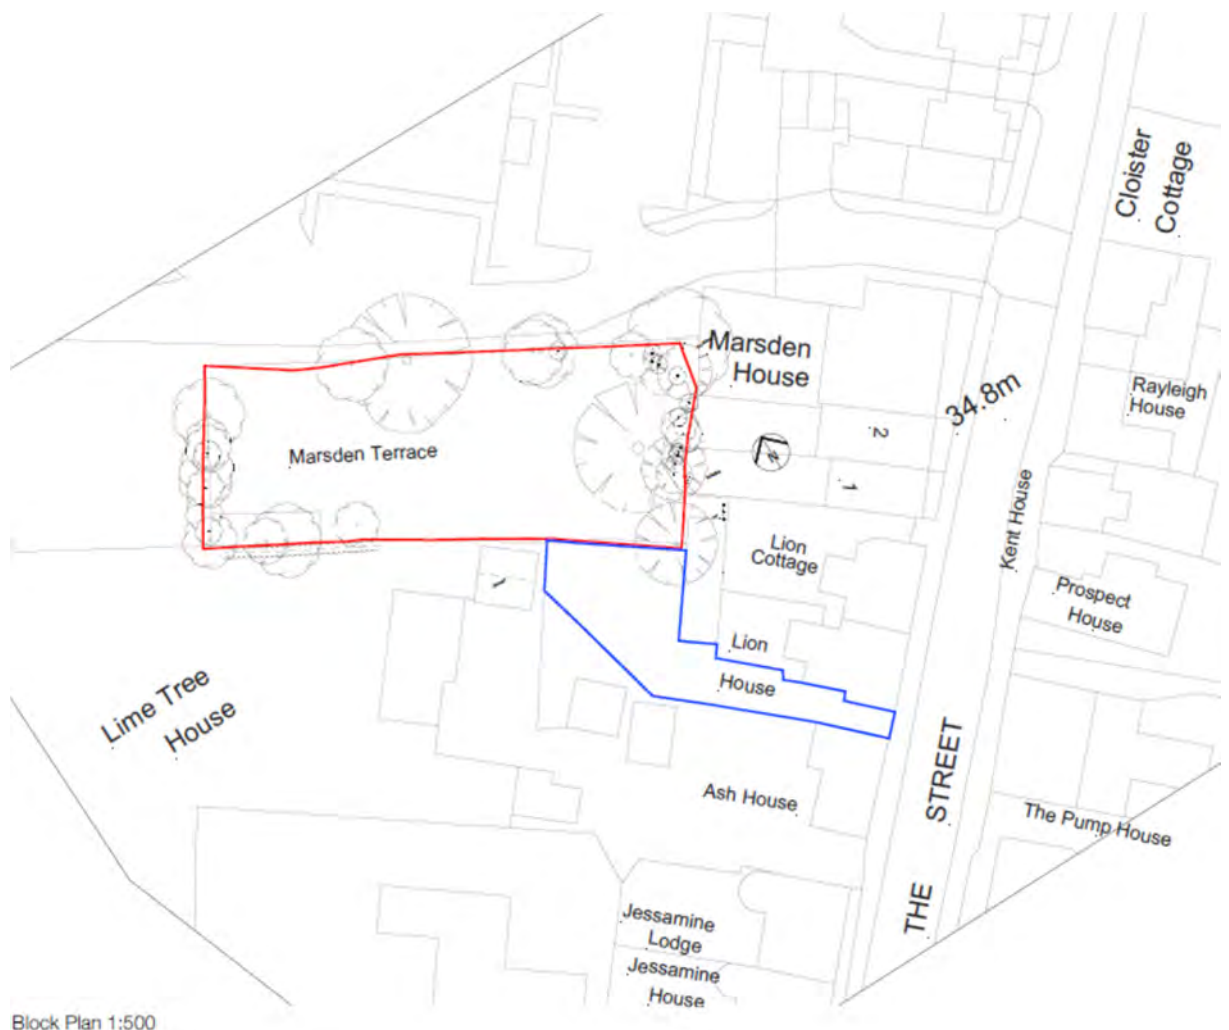 Cloister
Cottage
Marsden
House
34.8m
Rayleigh
House
2
1
Marsden Terrace
Kent House
Lion
Cottage
Prospect
House
Lion
House
Lime Tree
House
THE STREET
Ash House
The Pump House
Jessamine
Lodge
Jessamine
House
Block Plan 1:500